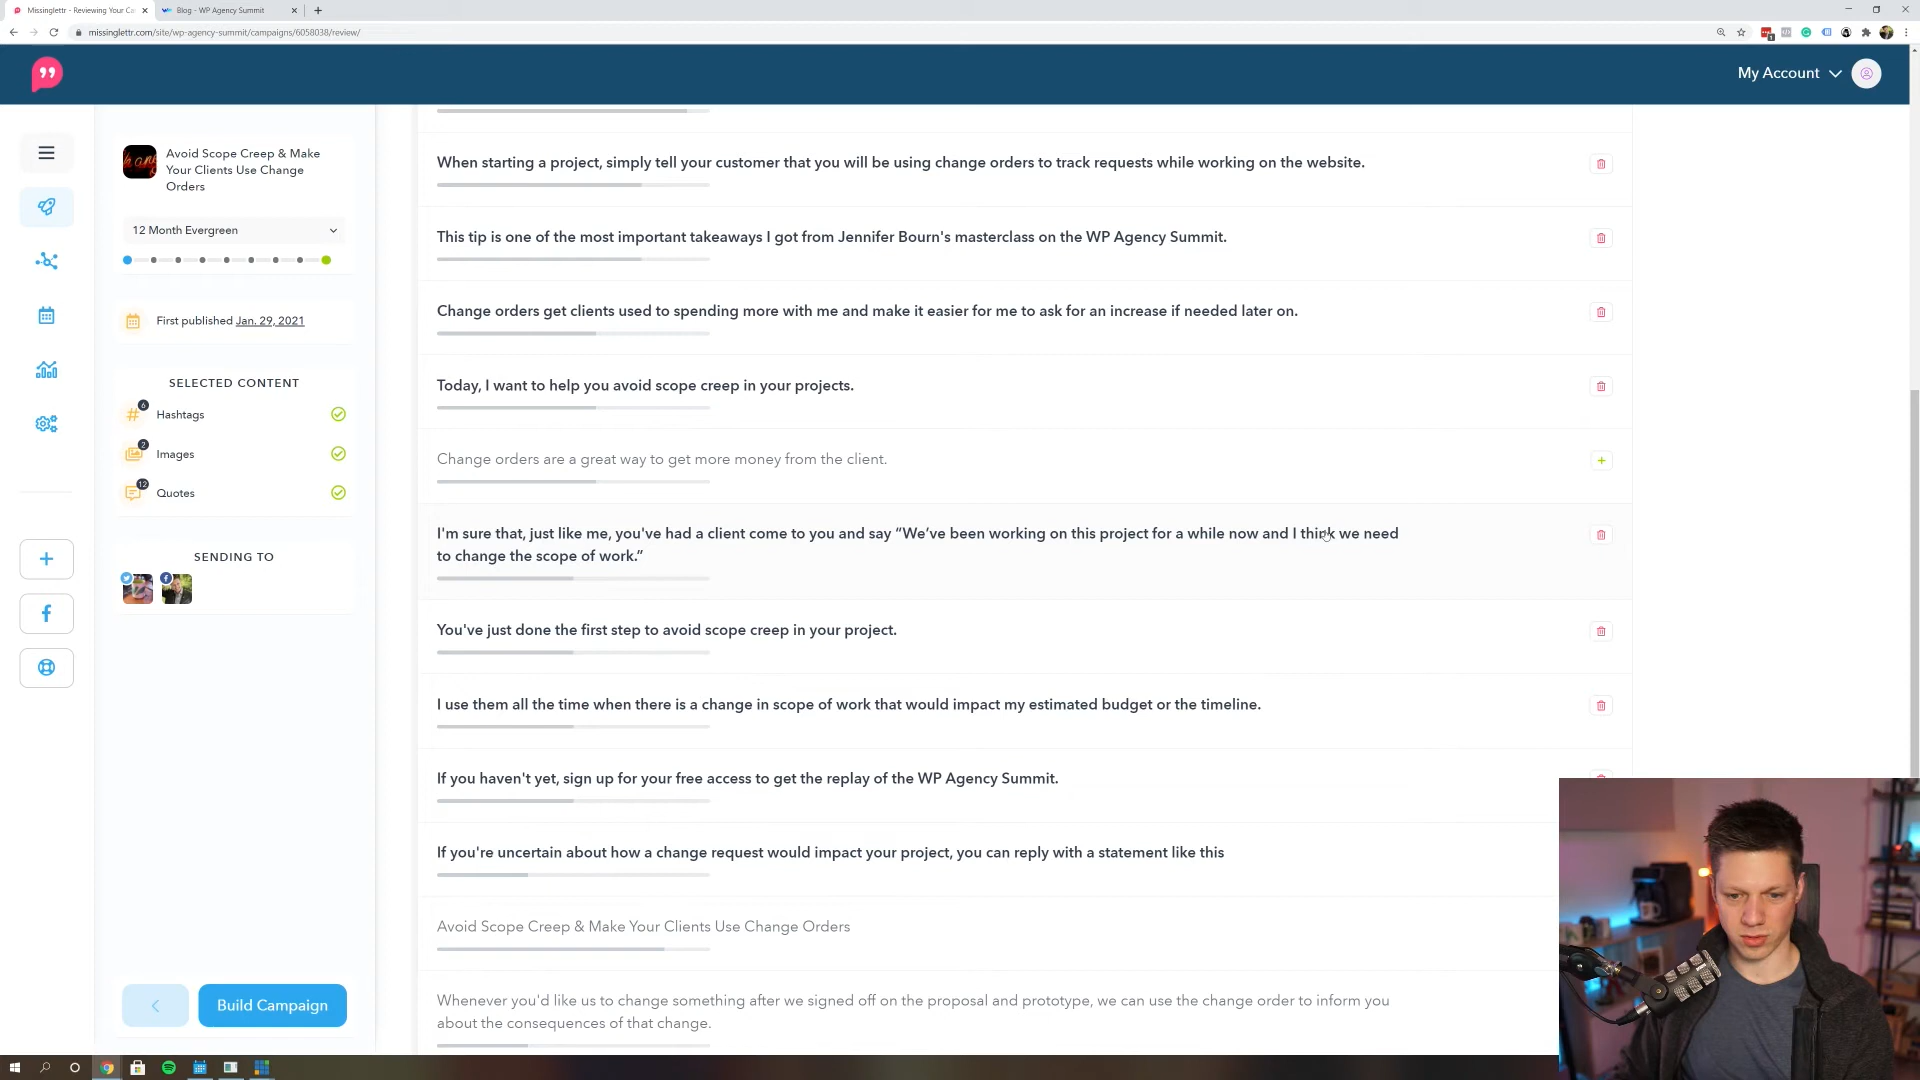 Missinglettr - Reviewing Your Ca
Blog - WP Agency Summit
missinglettr.com/site/wp-agency-summit/campaigns/6058038/review/
My Account
Avoid Scope Creep & Make
Your Clients Use Change
Orders
12 Month Evergreen
First published Jan. 29, 2021
SELECTED CONTENT
6
Hashtags
2
Images
12
Quotes
SENDING TO
Build Campaign
When starting a project, simply tell your customer that you will be using change orders to track requests while working on the website.
This tip is one of the most important takeaways I got from Jennifer Bourn's masterclass on the WP Agency Summit.
Change orders get clients used to spending more with me and make it easier for me to ask for an increase if needed later on.
Today, I want to help you avoid scope creep in your projects.
Change orders are a great way to get more money from the client.
I'm sure that, just like me, you've had a client come to you and say “We’ve been working on this project for a while now and I think we need
to change the scope of work.”
You've just done the first step to avoid scope creep in your project.
I use them all the time when there is a change in scope of work that would impact my estimated budget or the timeline.
If you haven't yet, sign up for your free access to get the replay of the WP Agency Summit.
If you're uncertain about how a change request would impact your project, you can reply with a statement like this
Avoid Scope Creep & Make Your Clients Use Change Orders
Whenever you'd like us to change something after we signed off on the proposal and prototype, we can use the change order to inform you
about the consequences of that change.